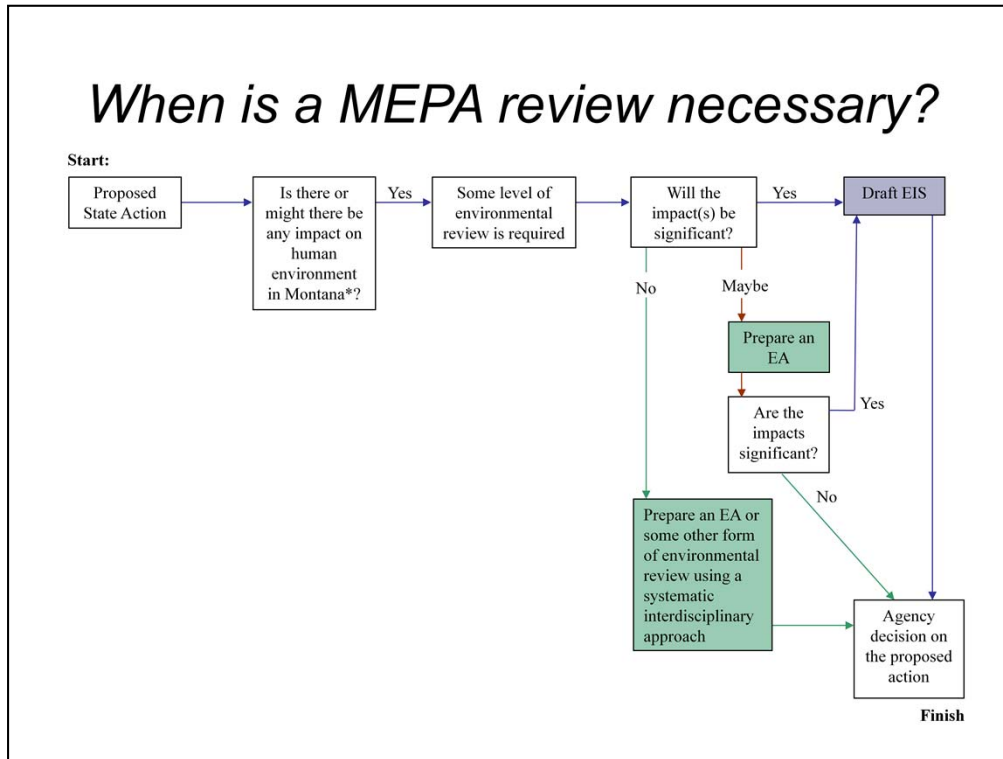 When is a MEPA review necessary?
Start:
Proposed
State Action
Is there or
might there be
any impact on
human
environment
in Montana*?
Yes
Some level of
environmental
review is required
Will the
impact(s) be
significant?
Yes
Draft EIS
No
Maybe
Prepare an
EA
Are the
impacts
significant?
Yes
No
Prepare an EA or
some other form
of environmental
review using a
systematic
interdisciplinary
approach
Agency
decision on
the proposed
action
Finish